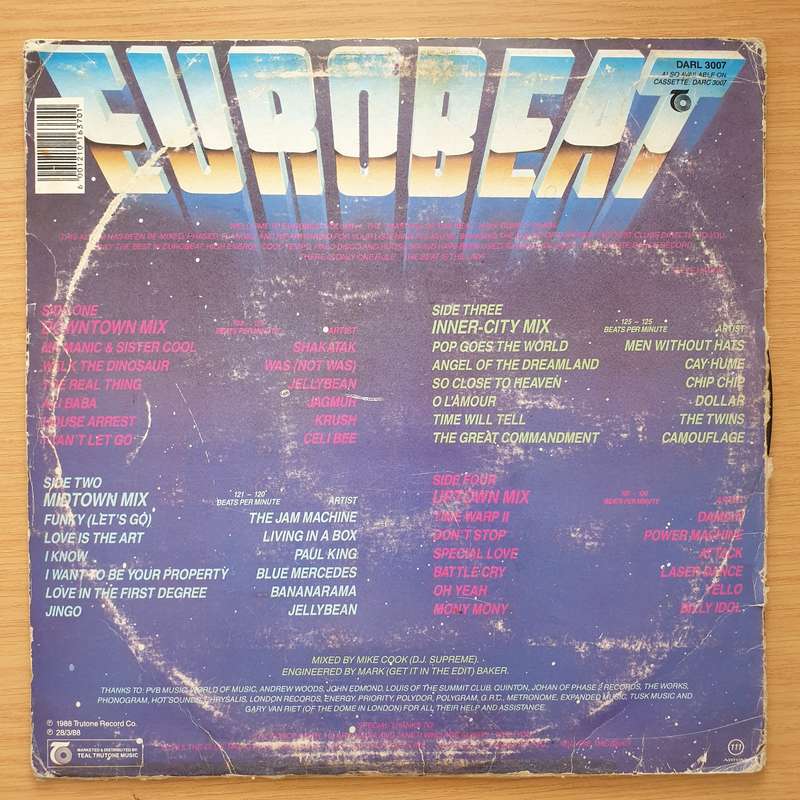 EUROBEAT
DARL 3007
ALSO AVAILABLE ON
CASSETTE: DARC 3007
6 001210 163701
SIDE ONE
DOWNTOWN MIX
BEATS PER MINUTE ARTIST
MR MANIC & SISTER COOL SHAKATAK
WALK THE DINOSAUR WAS (NOT WAS)
THE REAL THING JELLYBEAN
ALI BABA JAGMUR
HOUSE ARREST KRUSH
I CAN'T LET GO CELI BEE
SIDE TWO
MIDTOWN MIX
121 – 120
BEATS PER MINUTE ARTIST
FUNKY (LET'S GO) THE JAM MACHINE
LOVE IS THE ART LIVING IN A BOX
I KNOW PAUL KING
I WANT TO BE YOUR PROPERTY BLUE MERCEDES
LOVE IN THE FIRST DEGREE BANANARAMA
JINGO JELLYBEAN
SIDE THREE
INNER-CITY MIX
125 – 125
BEATS PER MINUTE ARTIST
POP GOES THE WORLD MEN WITHOUT HATS
ANGEL OF THE DREAMLAND CAY HUME
SO CLOSE TO HEAVEN CHIP CHIP
O L'AMOUR DOLLAR
TIME WILL TELL THE TWINS
THE GREAT COMMANDMENT CAMOUFLAGE
SIDE FOUR
UPTOWN MIX
BEATS PER MINUTE ARTIST
TIME WARP II DAMIAN
DON'T STOP POWER MACHINE
SPECIAL LOVE ATTACK
BATTLE CRY LASER DANCE
OH YEAH YELLO
MONY MONY BILLY IDOL
MIXED BY MIKE COOK (D.J. SUPREME).
ENGINEERED BY MARK (GET IT IN THE EDIT) BAKER.
THANKS TO: PVB MUSIC, WORLD OF MUSIC, ANDREW WOODS, JOHN EDMOND, LOUIS OF THE SUMMIT CLUB, QUINTON, JOHAN OF PHASE 2 RECORDS, THE WORKS,
PHONOGRAM, HOT SOUNDS, CHRYSALIS, LONDON RECORDS, ENERGY, PRIORITY, POLYDOR, POLYGRAM, G.R.C., METRONOME, EXPANDED MUSIC, TUSK MUSIC AND
GARY VAN RIET (OF THE DOME IN LONDON) FOR ALL THEIR HELP AND ASSISTANCE.
SPECIAL THANKS TO:
℗ 1988 Trutone Record Co.
℗ 28/3/88
MARKETED & DISTRIBUTED BY:
TEAL TRUTONE MUSIC
111